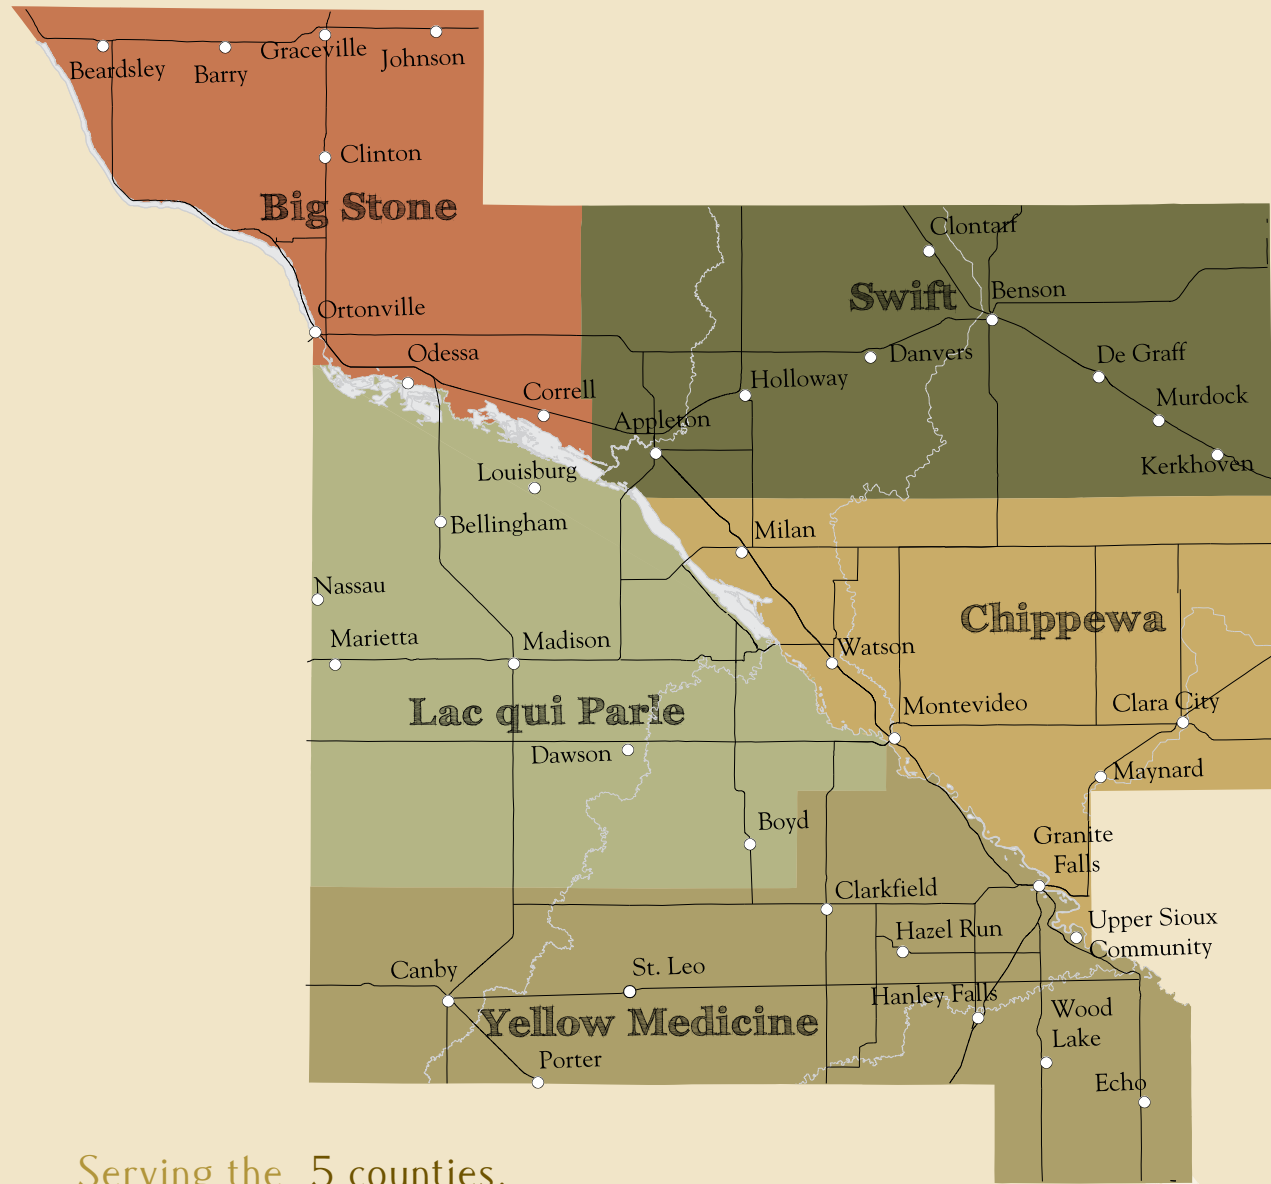 Graceville
Johnson
Beardsley
Barry
Clinton
Big Stone
Clontarf
Swift
Benson
Ortonville
Odessa
Danvers
De Graff
Holloway
Correll
Murdock
Appleton
Kerkhoven
Louisburg
Bellingham
Milan
Nassau
Chippewa
Marietta
Madison
Watson
Lac qui Parle
Montevideo
Clara City
Dawson
Maynard
Boyd
Granite
Falls
Clarkfield
Upper Sioux
Community
Hazel Run
Canby
St. Leo
Hanley Falls
Wood
Lake
Yellow Medicine
Porter
Echo
Serving the 5 counties.